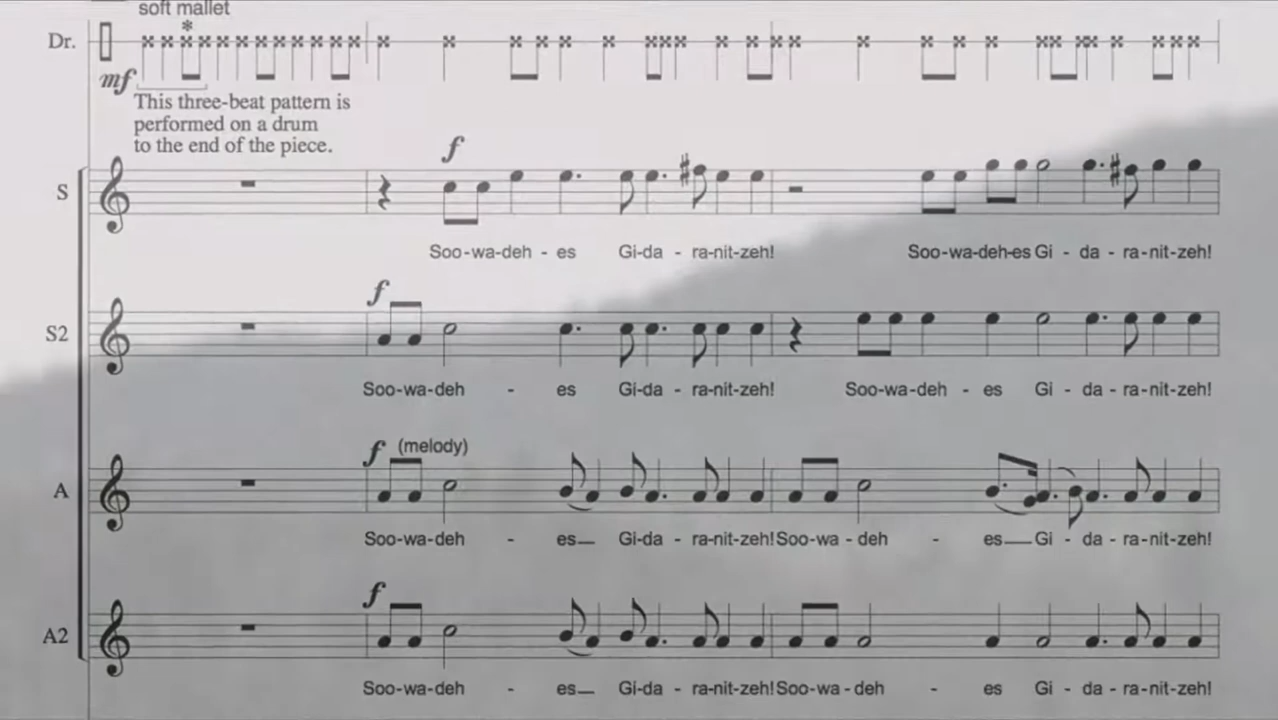 soft mallet
*
Dr.
mf
This three-beat pattern is
performed on a drum
to the end of the piece.
f
S
Soo-wa-deh - es Gi-da - ra-nit-zeh! Soo-wa-deh-es Gi - da - ra-nit-zeh!
f
S2
Soo-wa-deh - es Gi-da - ra-nit-zeh! Soo-wa-deh - es Gi - da - ra-nit-zeh!
f (melody)
A
Soo-wa-deh - es Gi-da - ra-nit-zeh! Soo-wa - deh - es Gi - da - ra-nit-zeh!
f
A2
Soo-wa-deh - es Gi-da - ra-nit-zeh! Soo-wa - deh - es Gi - da - ra-nit-zeh!